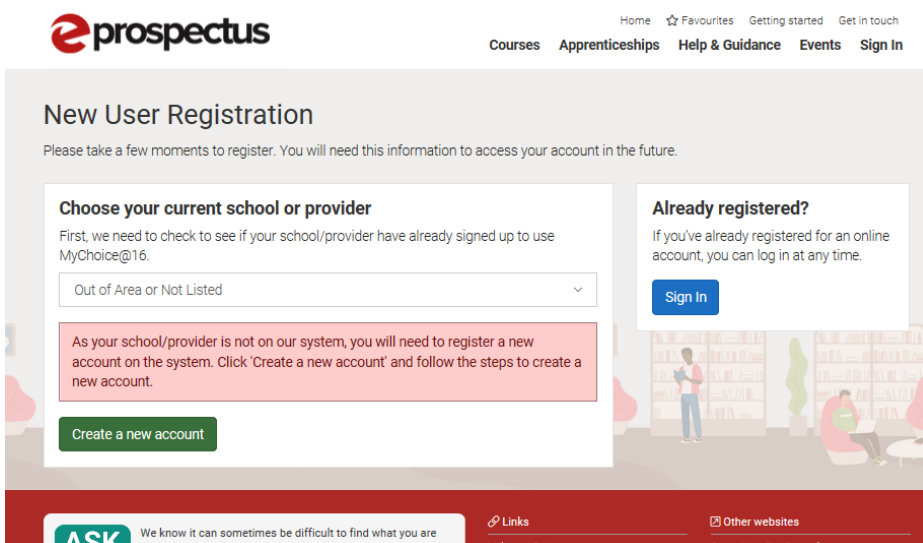 prospectus
Home Favourites Getting started Get in touch
Courses Apprenticeships Help & Guidance Events Sign In
New User Registration
Please take a few moments to register. You will need this information to access your account in the future.
Choose your current school or provider
First, we need to check to see if your school/provider have already signed up to use
MyChoice@16.
Out of Area or Not Listed
As your school/provider is not on our system, you will need to register a new
account on the system. Click 'Create a new account' and follow the steps to create a
new account.
Create a new account
Already registered?
If you've already registered for an online
account, you can log in at any time.
Sign In
ASK
We know it can sometimes be difficult to find what you are
Links
Other websites